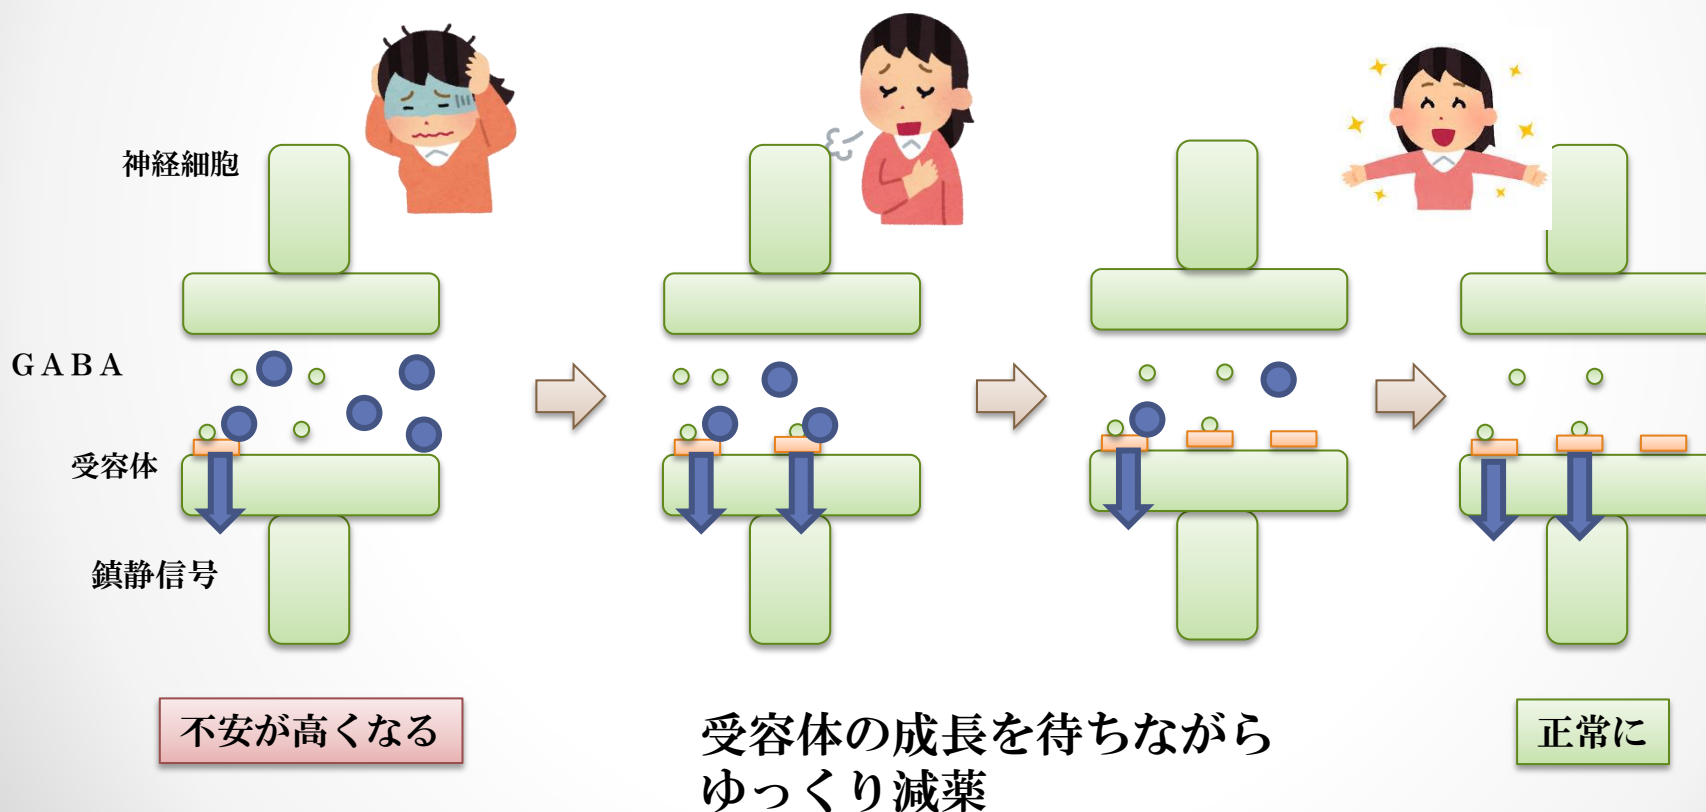 神経細胞
ＧＡＢＡ
受容体
鎮静信号
不安が高くなる
受容体の成長を待ちながら
ゆっくり減薬
正常に